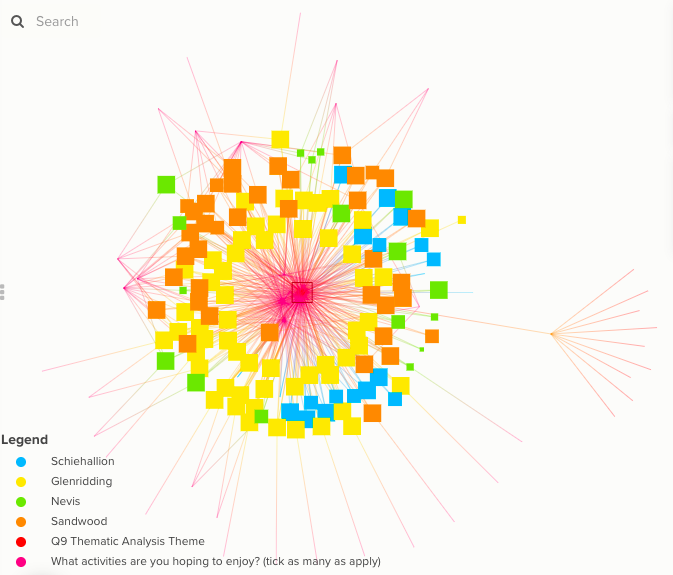 Search
Legend
Schiehallion
Glenridding
Nevis
Sandwood
Q9 Thematic Analysis Theme
What activities are you hoping to enjoy? (tick as many as apply)